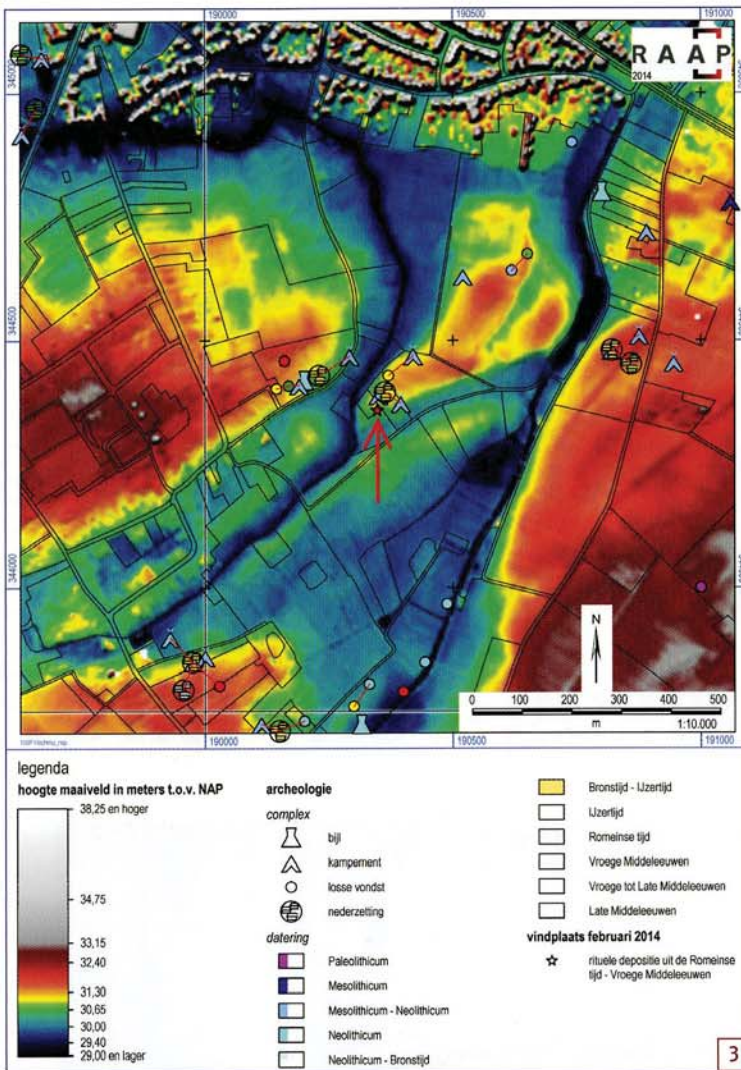 190000
190500
191000
RAAP
2014
345000
344500
344000
N
0 100 200 300 400 500
m
1:10.000
190000
190500
191000
legenda
hoogte maaiveld in meters t.o.v. NAP
38,25 en hoger
34,75
33,15
32,40
31,30
30,65
30,00
29,40
29,00 en lager
archeologie
complex
bijl
kampement
losse vondst
nederzetting
datering
Paleolithicum
Mesolithicum
Mesolithicum - Neolithicum
Neolithicum
Neolithicum - Bronstijd
Bronstijd - IJzertijd
IJzertijd
Romeinse tijd
Vroege Middeleeuwen
Vroege tot Late Middeleeuwen
Late Middeleeuwen
vindplaats februari 2014
rituele depositie uit de Romeinse
tijd - Vroege Middeleeuwen
3